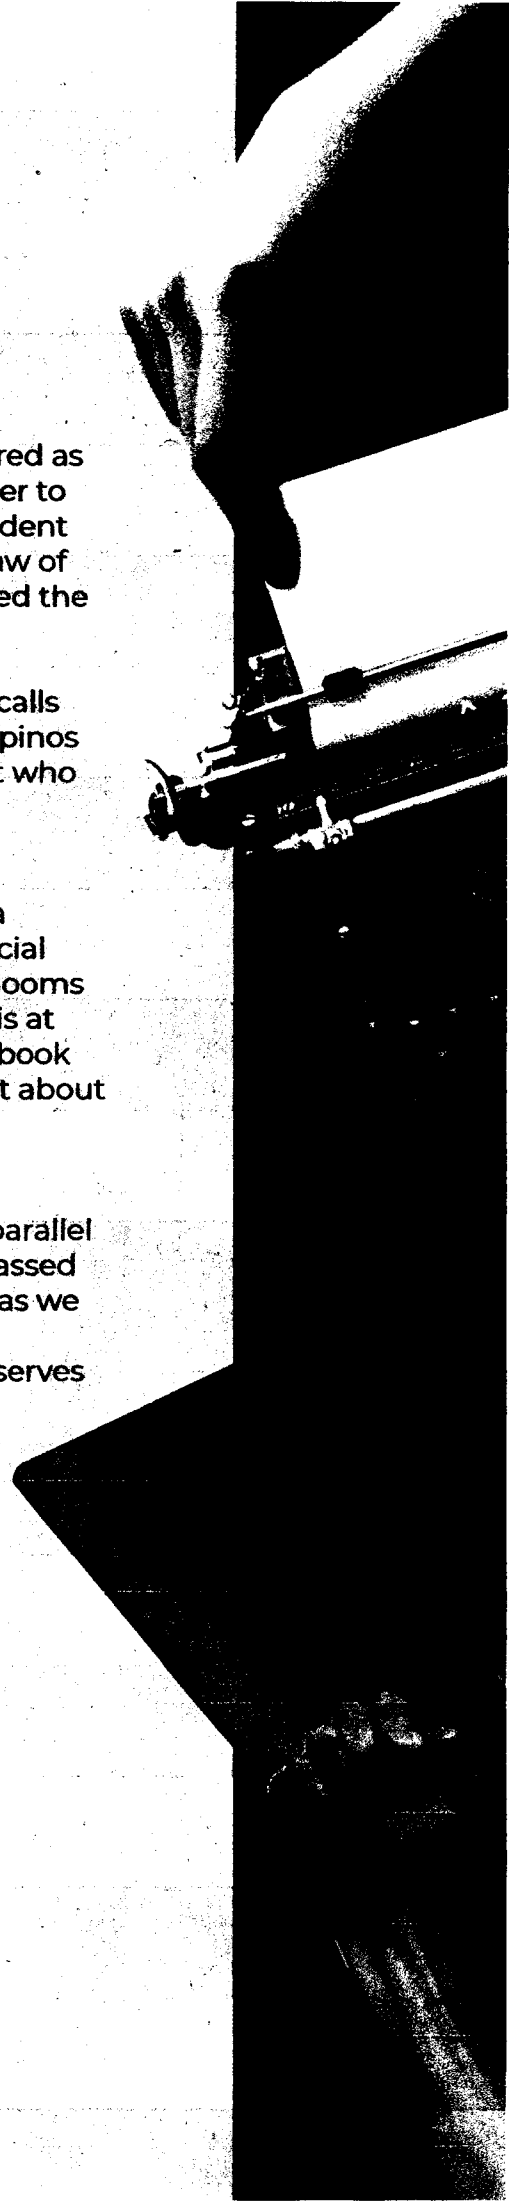 red as
er to
dent
aw of
ed the
calls
pinos
t who
a
cial
ooms
is at
book
t about
parallel
assed
as we
serves